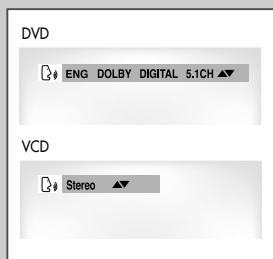 DVD
ENG DOLBY DIGITAL 5.1CH ▲▼
VCD
Stereo ▲▼